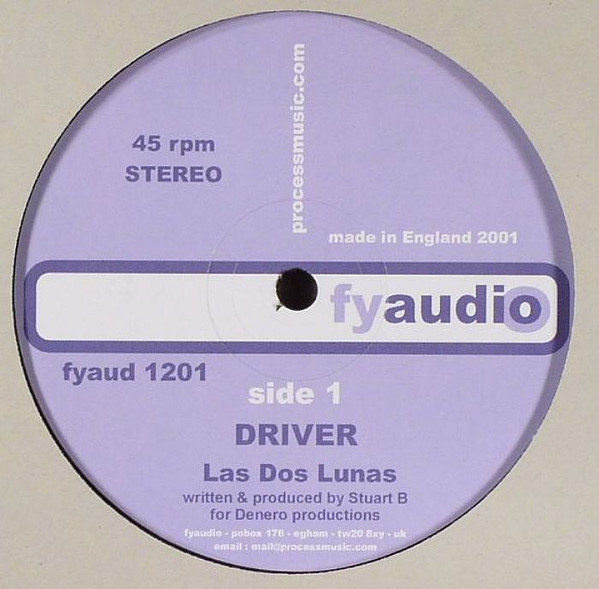 processmusic.com
45 rpm
STEREO
made in England 2001
fyaudio
fyaud 1201
side 1
DRIVER
Las Dos Lunas
written & produced by Stuart B
for Denero productions
fyaudio - pobox 176 - egham - tw20 8xy - uk
email : mail@processmusic.com